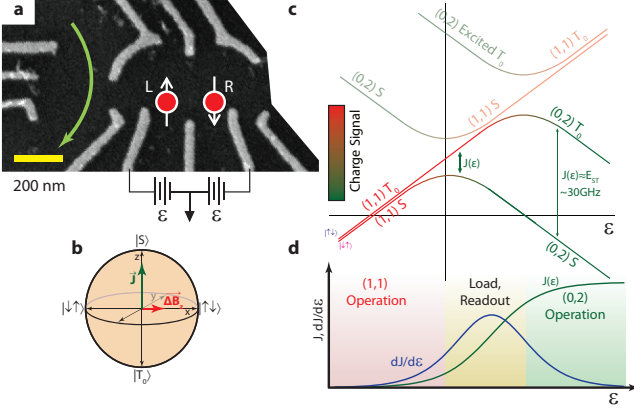 a
L
R
200 nm
ε
ε
b
|S⟩
z
J
y
ΔB
z
x
|↓↑⟩
|↑↓⟩
|T₀⟩
c
(0,2) Excited T₀
(1,1) T₀
(0,2) S
(1,1) S
(0,2) T₀
Charge Signal
J(ε)
J(ε)≈E_ST
~30GHz
(1,1) T₀
(1,1) S
|↑↓⟩
|↓↑⟩
ε
(0,2) S
d
J, dJ/dε
(1,1)
Operation
Load,
Readout
J(ε)
(0,2)
Operation
dJ/dε
ε